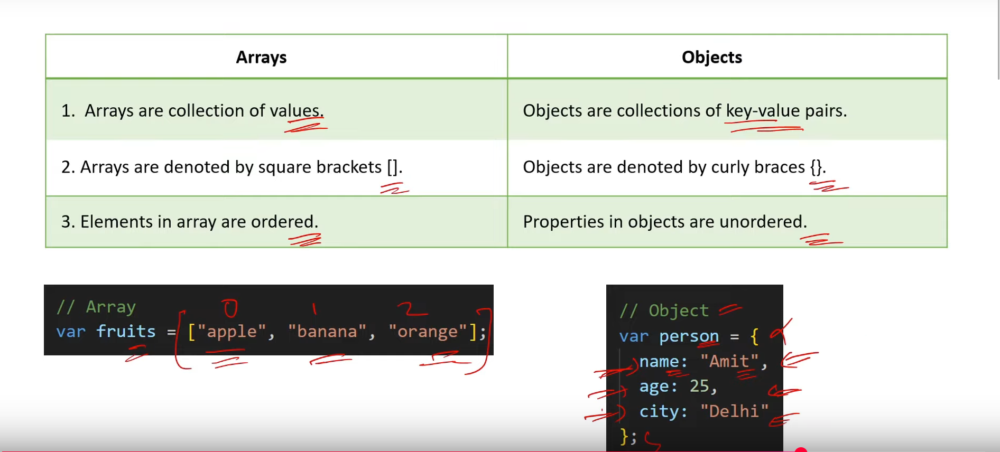 Arrays
Objects
1. Arrays are collection of values.
Objects are collections of key-value pairs.
2. Arrays are denoted by square brackets [].
Objects are denoted by curly braces {}.
3. Elements in array are ordered.
Properties in objects are unordered.
0 1 2
// Array
var fruits = ["apple", "banana", "orange"];
// Object
var person = {
name: "Amit",
age: 25,
city: "Delhi"
};